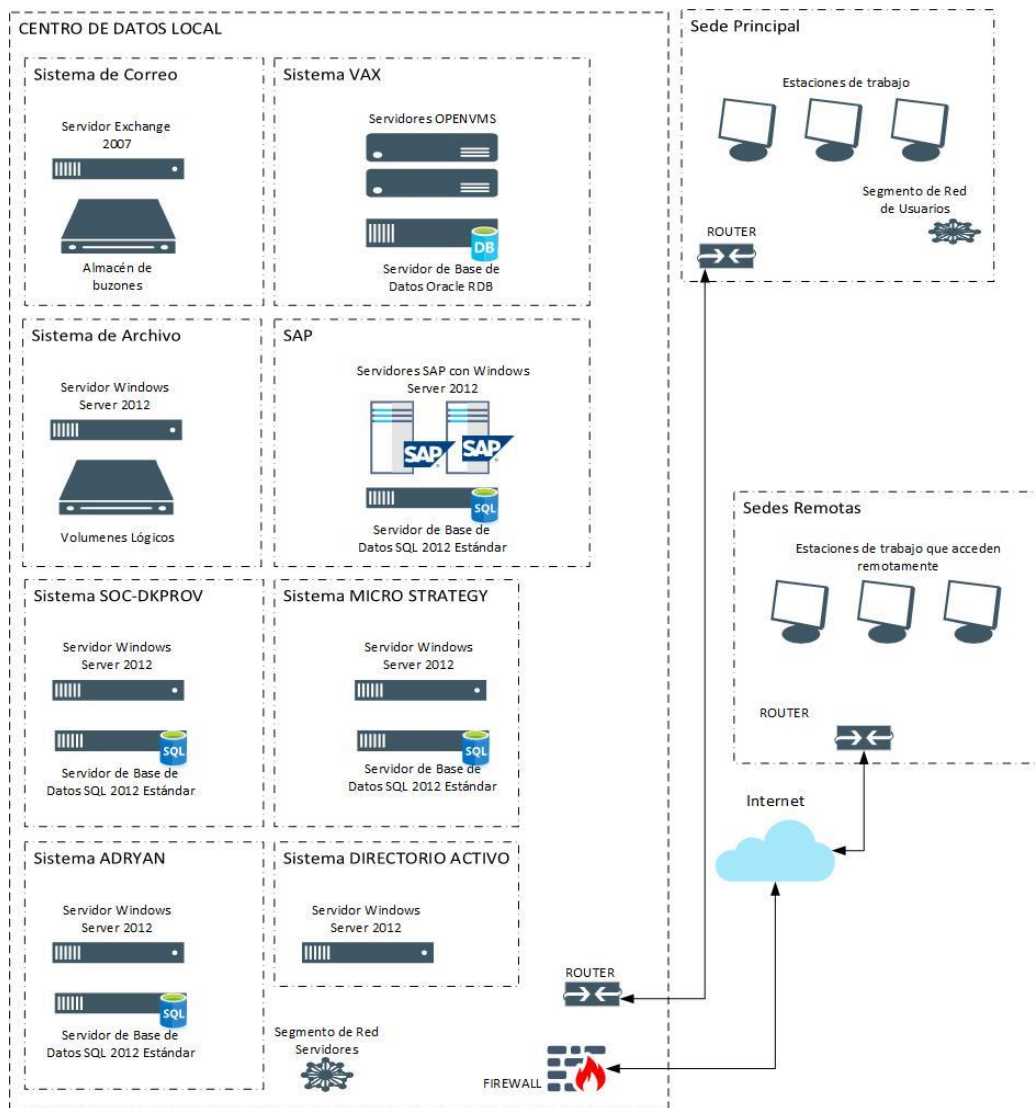 CENTRO DE DATOS LOCAL
Sistema de Correo
Servidor Exchange
2007
Almacén de
buzones
Sistema VAX
Servidores OPENVMS
DB
Servidor de Base de
Datos Oracle RDB
Sistema de Archivo
Servidor Windows
Server 2012
Volumenes Lógicos
SAP
Servidores SAP con Windows
Server 2012
SAP
SAP
SQL
Servidor de Base de
Datos SQL 2012 Estándar
Sistema SOC-DKPROV
Servidor Windows
Server 2012
SQL
Servidor de Base de
Datos SQL 2012 Estándar
Sistema MICRO STRATEGY
Servidor Windows
Server 2012
SQL
Servidor de Base de
Datos SQL 2012 Estándar
Sistema ADRYAN
Servidor Windows
Server 2012
SQL
Servidor de Base de
Datos SQL 2012 Estándar
Sistema DIRECTORIO ACTIVO
Servidor Windows
Server 2012
Segmento de Red
Servidores
ROUTER
FIREWALL
Sede Principal
Estaciones de trabajo
Segmento de Red
de Usuarios
ROUTER
Sedes Remotas
Estaciones de trabajo que acceden
remotamente
ROUTER
Internet